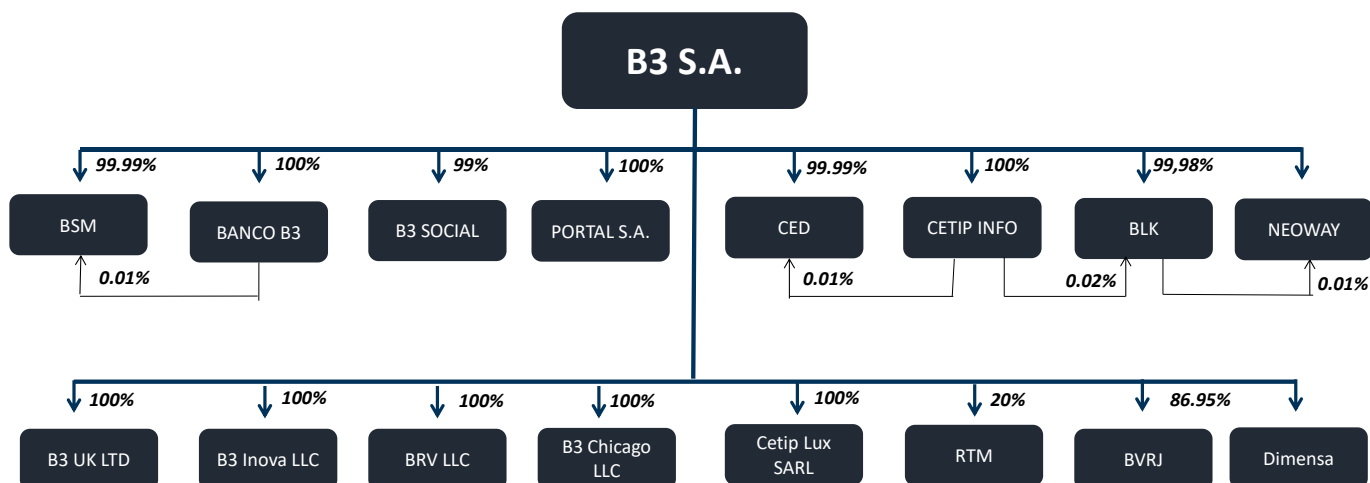 B3 S.A.
99.99%
100%
99%
100%
99.99%
100%
99,98%
BSM
BANCO B3
B3 SOCIAL
PORTAL S.A.
CED
CETIP INFO
BLK
NEOWAY
0.01%
0.01%
0.02%
0.01%
100%
100%
100%
100%
100%
20%
86.95%
B3 UK LTD
B3 Inova LLC
BRV LLC
B3 Chicago
LLC
Cetip Lux
SARL
RTM
BVRJ
Dimensa